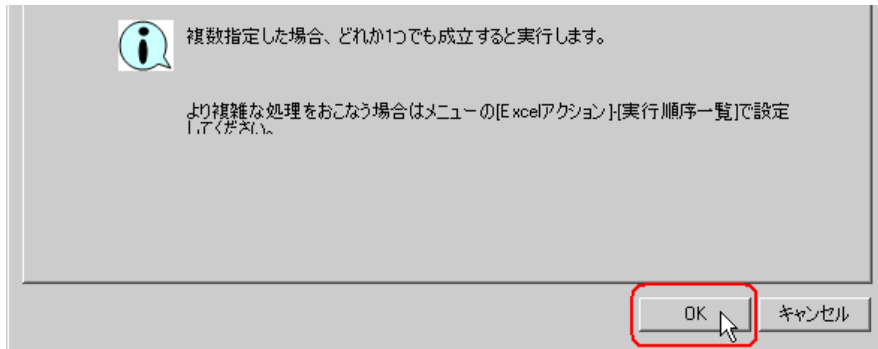 複数指定した場合、どれか1つでも成立すると実行します。
より複雑な処理をおこなう場合はメニューの[Excelアクション]-[実行順序一覧]で設定
してください。
OK
キャンセル